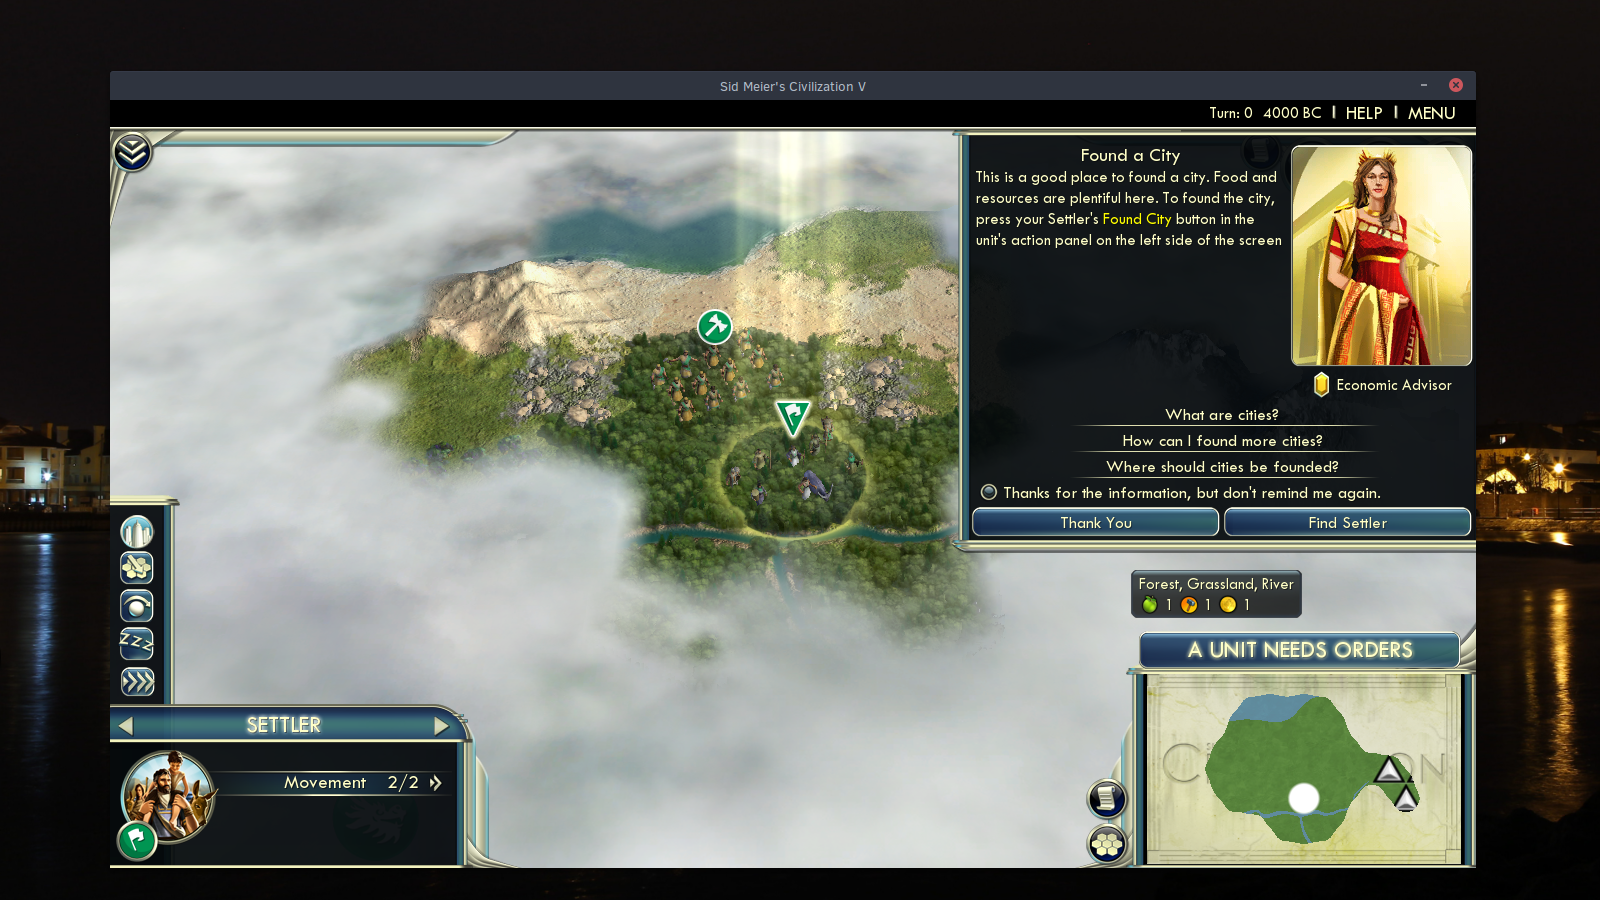 Sid Meier's Civilization V
Turn: 0 4000 BC | HELP | MENU
Found a City
This is a good place to found a city. Food and
resources are plentiful here. To found the city,
press your Settler's Found City button in the
unit's action panel on the left side of the screen
Economic Advisor
What are cities?
How can I found more cities?
Where should cities be founded?
Thanks for the information, but don't remind me again.
Thank You
Find Settler
Forest, Grassland, River
1 1 1
A UNIT NEEDS ORDERS
ZZZ
SETTLER
Movement 2/2